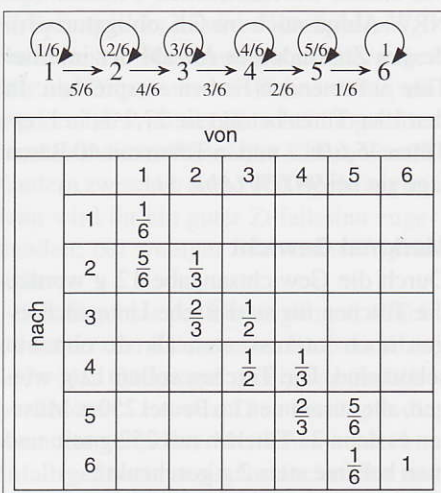 1/6 2/6 3/6 4/6 5/6 1
1 → 2 → 3 → 4 → 5 → 6
5/6 4/6 3/6 2/6 1/6
von
1 2 3 4 5 6
nach
1 1/6
2 5/6 1/3
3 2/3 1/2
4 1/2 1/3
5 2/3 5/6
6 1/6 1